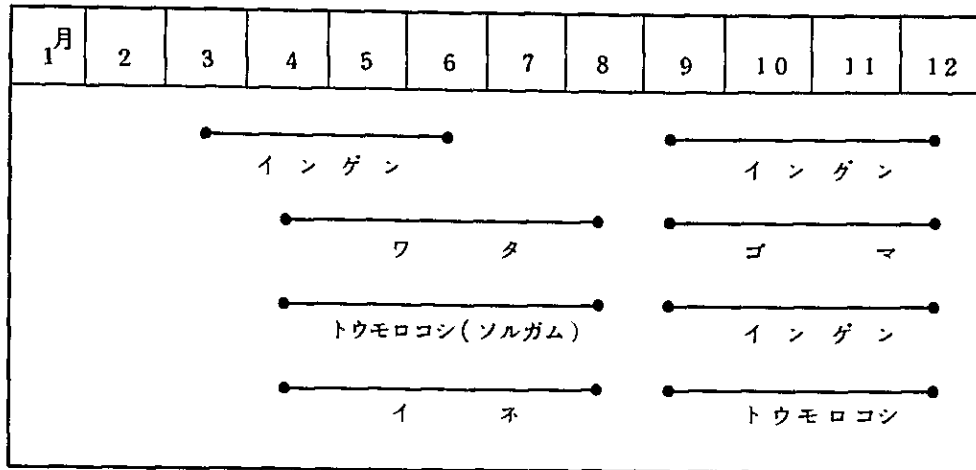 1月 2 3 4 5 6 7 8 9 10 11 12
インゲン インゲン
ワタ ゴマ
トウモロコシ(ソルガム) インゲン
イネ トウモロコシ